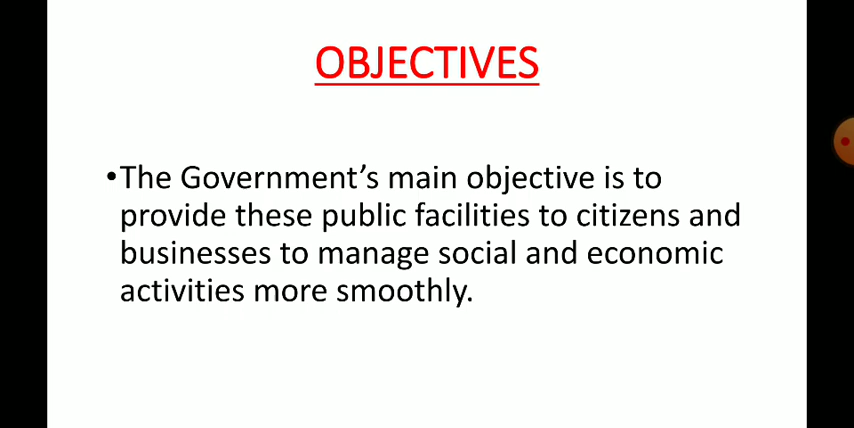 OBJECTIVES
•The Government’s main objective is to
provide these public facilities to citizens and
businesses to manage social and economic
activities more smoothly.